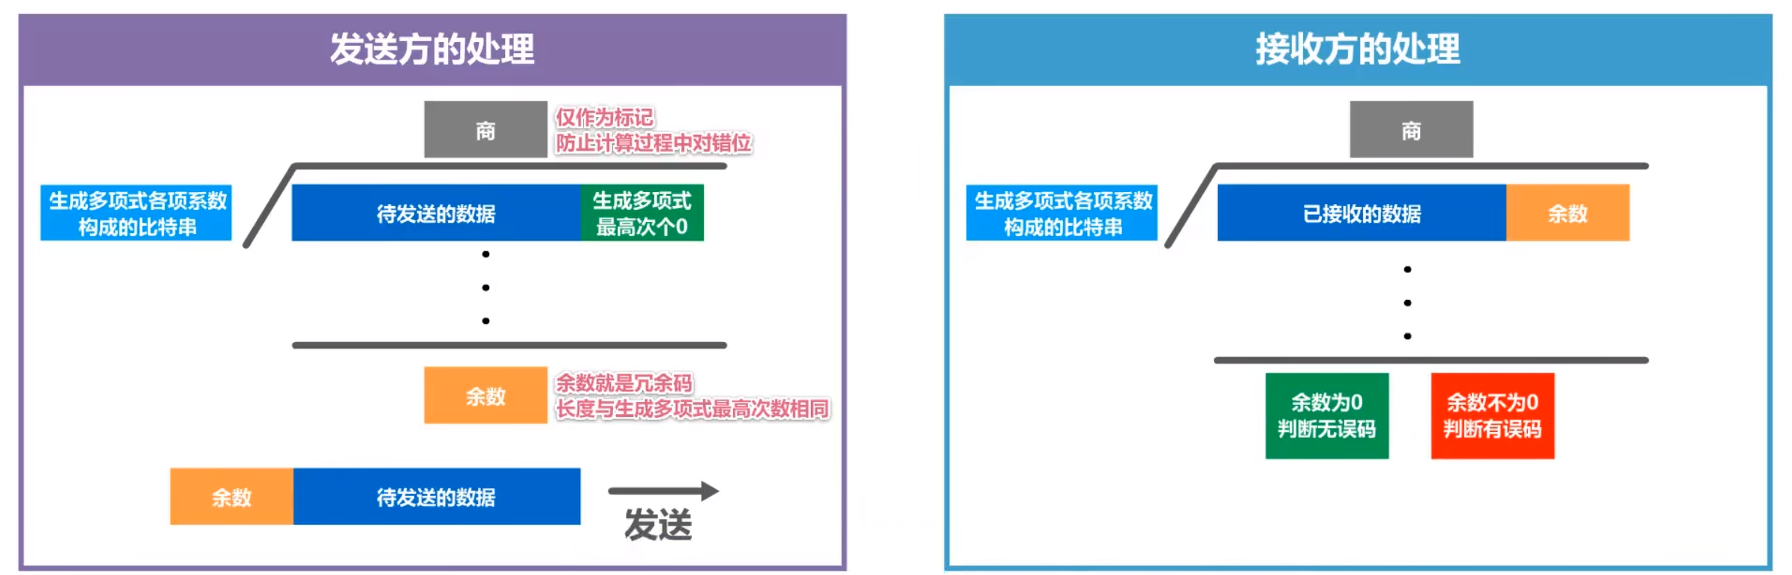 发送方的处理
商
仅作为标记
防止计算过程中对错位
生成多项式各项系数
构成的比特串
待发送的数据
生成多项式
最高次个0
余数
余数就是冗余码
长度与生成多项式最高次数相同
余数
待发送的数据
发送
接收方的处理
商
生成多项式各项系数
构成的比特串
已接收的数据
余数
余数为0
判断无误码
余数不为0
判断有误码